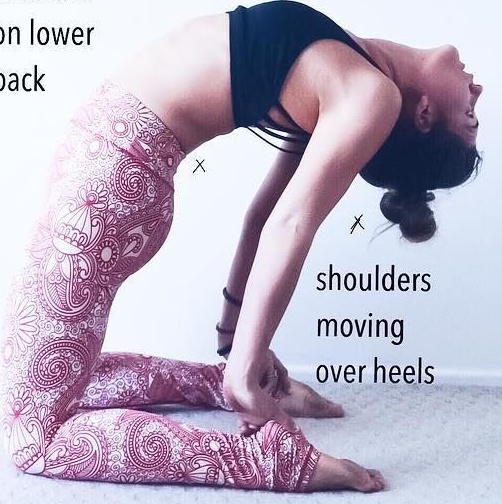 on lower
back
x
x
shoulders
moving
over heels